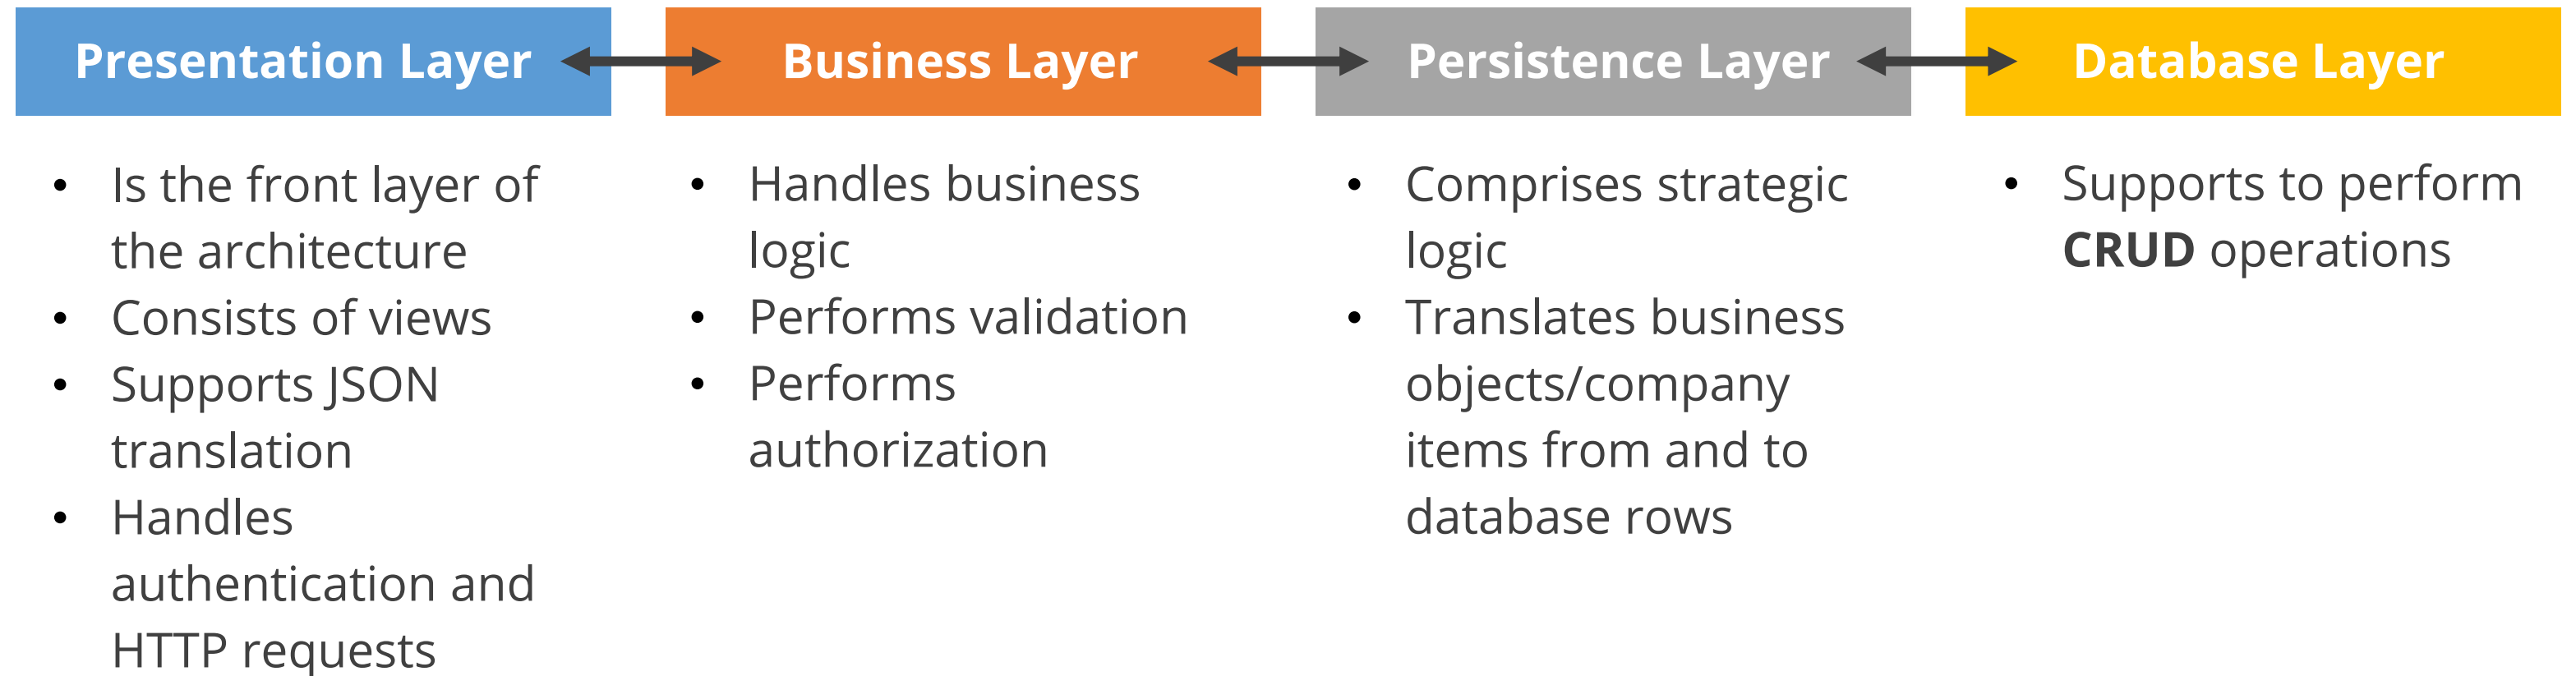 Presentation Layer
Business Layer
Persistence Layer
Database Layer
• Is the front layer of
the architecture
• Consists of views
• Supports JSON
translation
• Handles
authentication and
HTTP requests
• Handles business
logic
• Performs validation
• Performs
authorization
• Comprises strategic
logic
• Translates business
objects/company
items from and to
database rows
• Supports to perform
CRUD operations